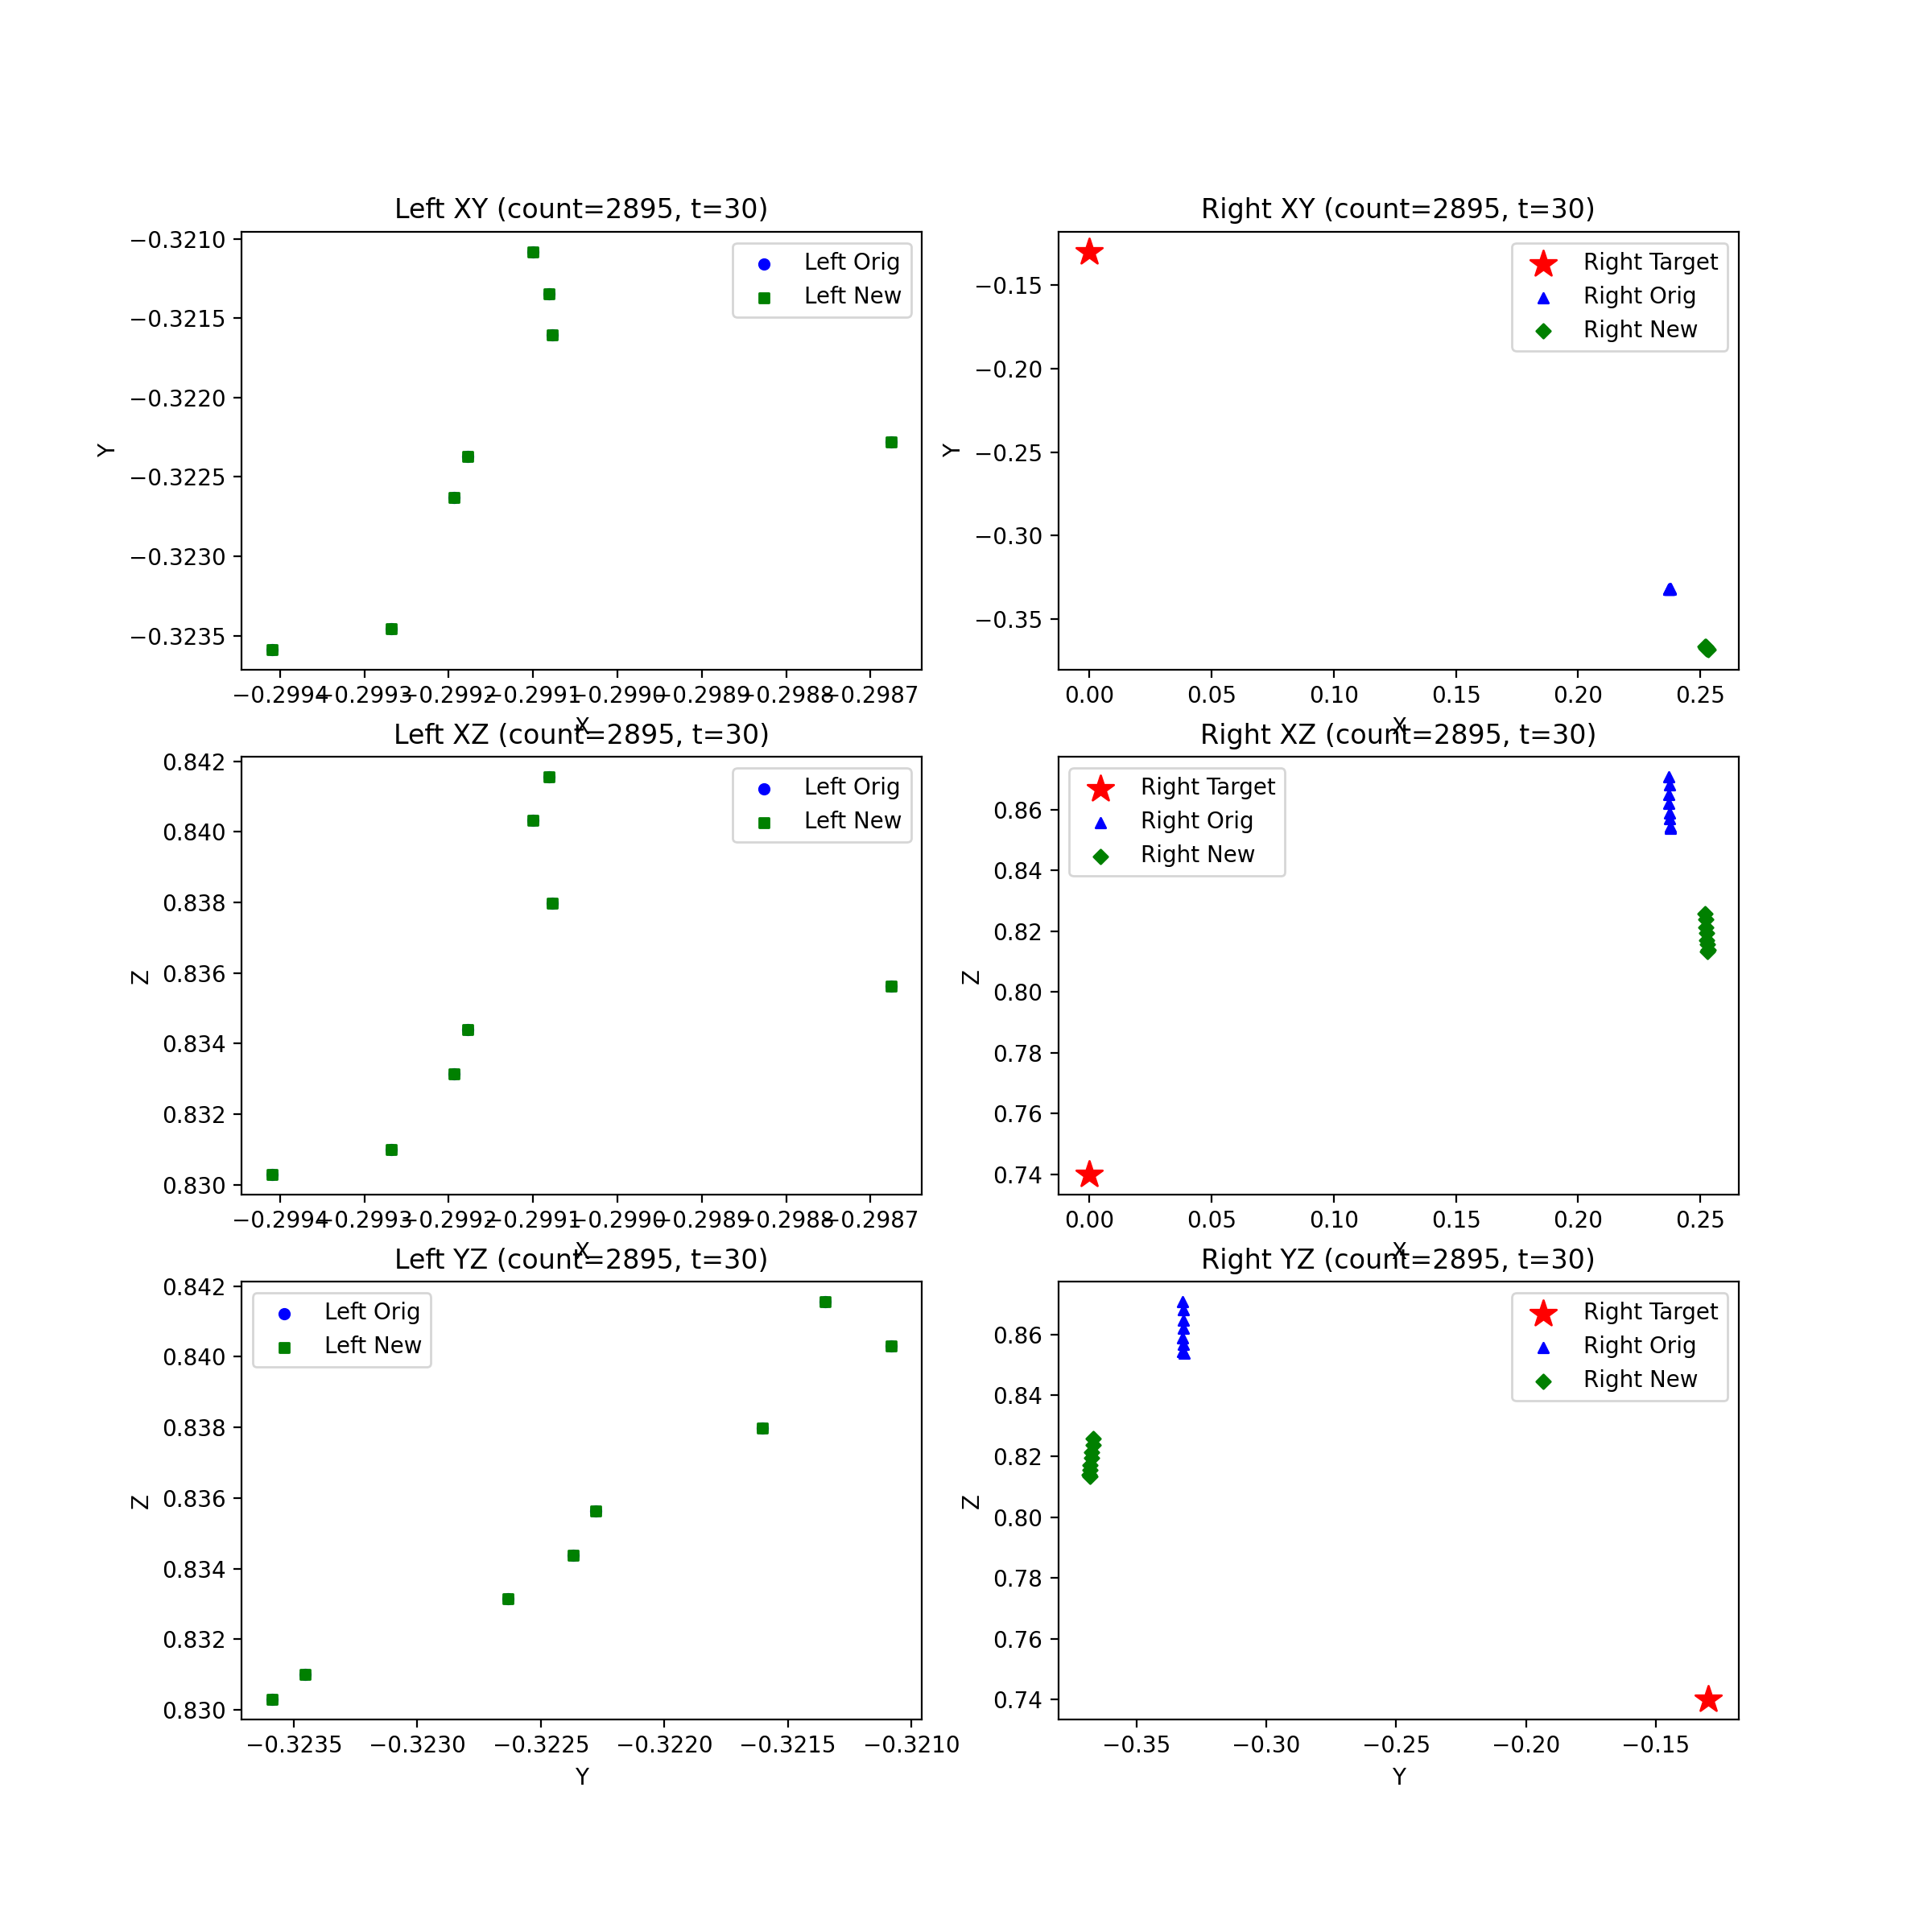 Left XY (count=2895, t=30)
−0.3210
−0.3215
−0.3220
−0.3225
−0.3230
−0.3235
Y
Left Orig
Left New
−0.2994 −0.2993 −0.2992 −0.2991 −0.2990 −0.2989 −0.2988 −0.2987
X
Right XY (count=2895, t=30)
−0.15
−0.20
−0.25
−0.30
−0.35
Y
Right Target
Right Orig
Right New
0.00 0.05 0.10 0.15 0.20 0.25
X
Left XZ (count=2895, t=30)
0.842
0.840
0.838
0.836
0.834
0.832
0.830
Z
Left Orig
Left New
−0.2994 −0.2993 −0.2992 −0.2991 −0.2990 −0.2989 −0.2988 −0.2987
X
Right XZ (count=2895, t=30)
0.86
0.84
0.82
0.80
0.78
0.76
0.74
Z
Right Target
Right Orig
Right New
0.00 0.05 0.10 0.15 0.20 0.25
X
Left YZ (count=2895, t=30)
0.842
0.840
0.838
0.836
0.834
0.832
0.830
Z
Left Orig
Left New
−0.3235 −0.3230 −0.3225 −0.3220 −0.3215 −0.3210
Y
Right YZ (count=2895, t=30)
0.86
0.84
0.82
0.80
0.78
0.76
0.74
Z
Right Target
Right Orig
Right New
−0.35 −0.30 −0.25 −0.20 −0.15
Y